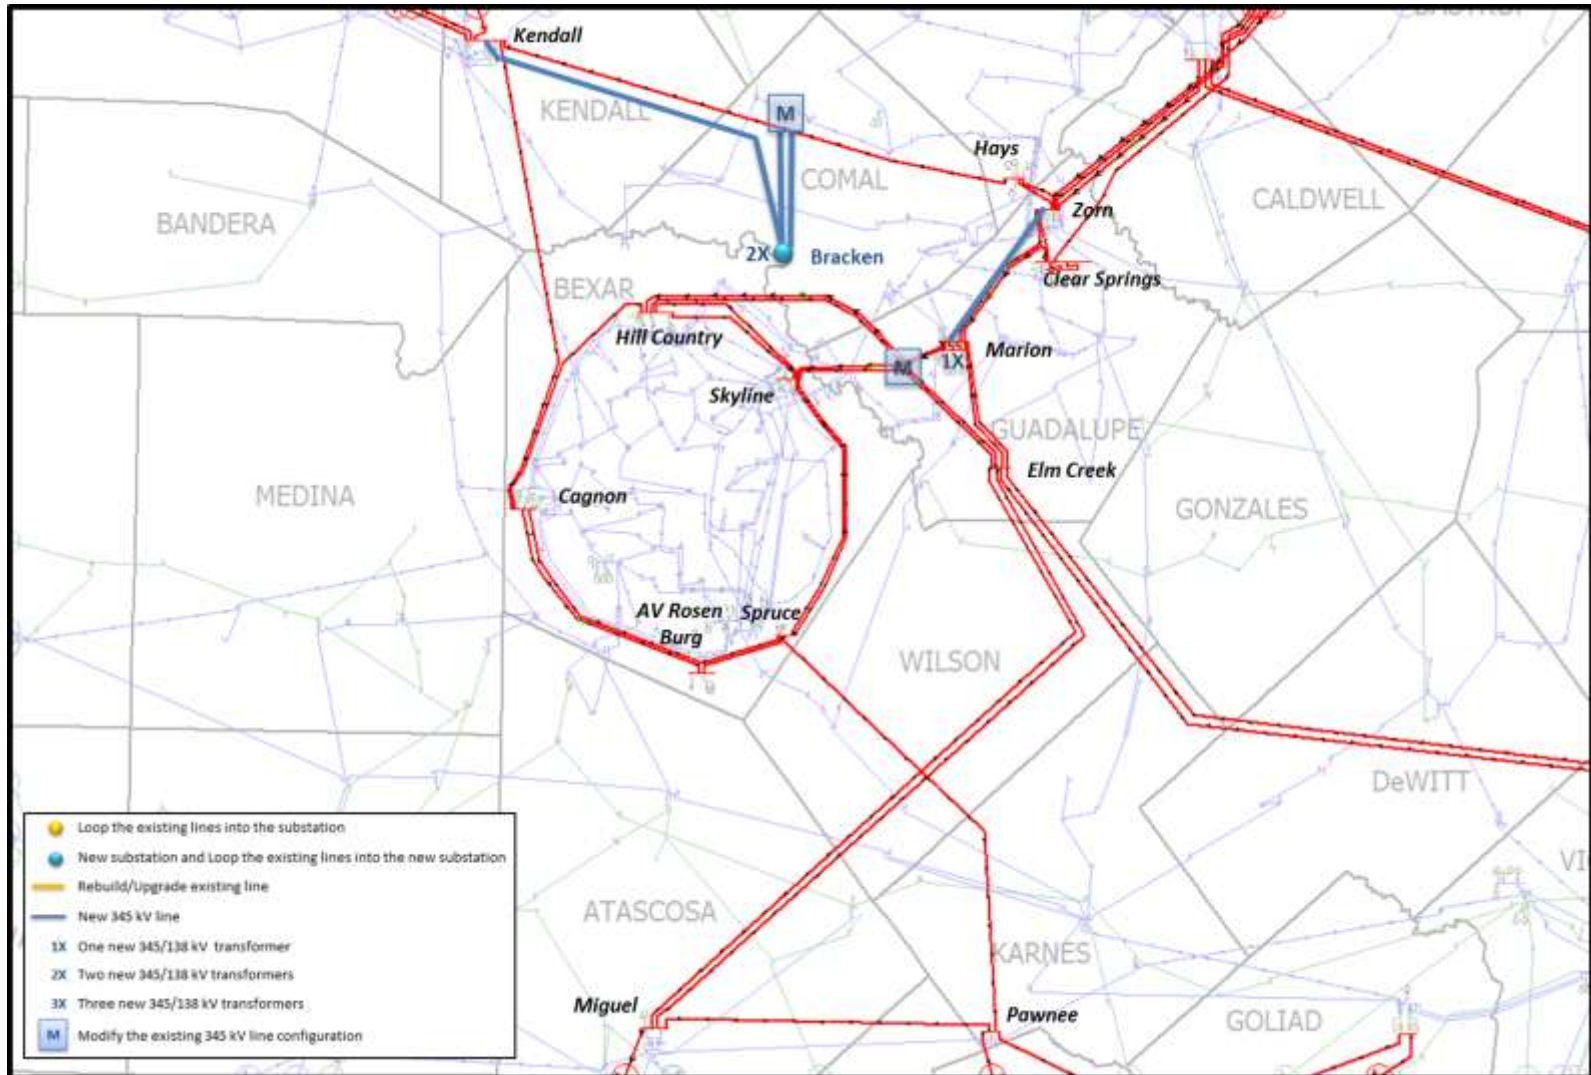 BASTROP
Kendall
KENDALL
M
Hays
COMAL
CALDWELL
BANDERA
Zorn
2X
Bracken
BEXAR
Clear Springs
Hill Country
Marion
M
1X
Skyline
GUADALUPE
Elm Creek
MEDINA
Cagnon
GONZALES
AV Rosen
Burg
Spruce
WILSON
DeWITT
Loop the existing lines into the substation
New substation and Loop the existing lines into the new substation
Rebuild/Upgrade existing line
New 345 kV line
1X One new 345/138 kV transformer
2X Two new 345/138 kV transformers
3X Three new 345/138 kV transformers
M Modify the existing 345 kV line configuration
VI
ATASCOSA
KARNES
Miguel
Pawnee
GOLIAD